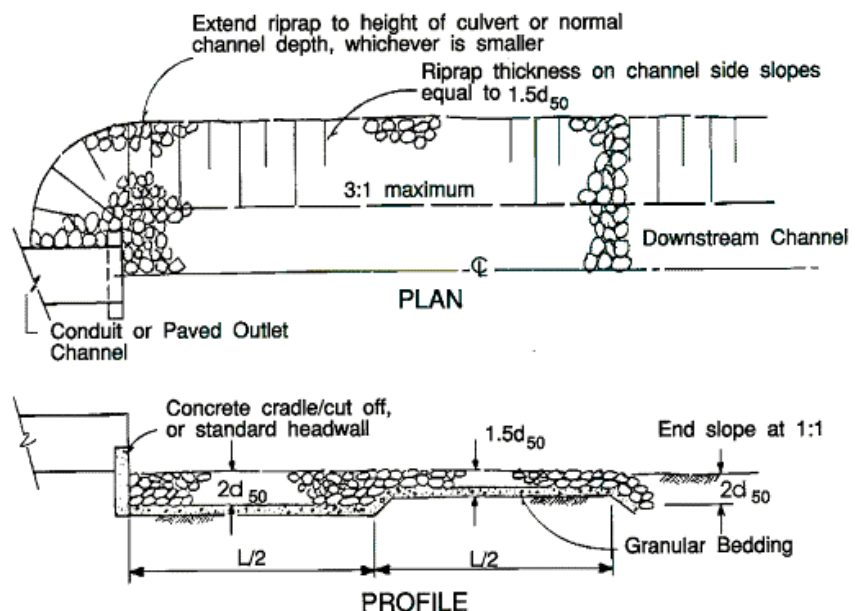 Extend riprap to height of culvert or normal
channel depth, whichever is smaller
Riprap thickness on channel side slopes
equal to 1.5d50
3:1 maximum
Downstream Channel
℄
PLAN
Conduit or Paved Outlet
Channel
Concrete cradle/cut off,
or standard headwall
1.5d50
End slope at 1:1
2d50
2d50
Granular Bedding
L/2
L/2
PROFILE